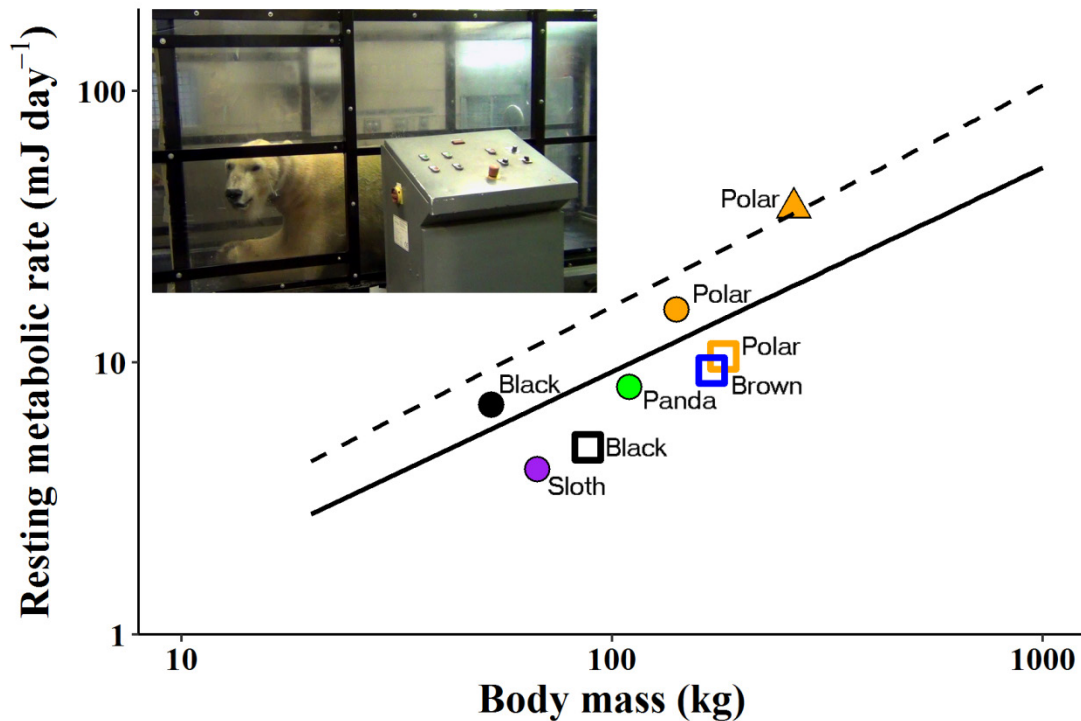 Resting metabolic rate (mJ day⁻¹)
100
10
1
Polar
Polar
Polar
Brown
Black
Panda
Black
Sloth
10
100
1000
Body mass (kg)